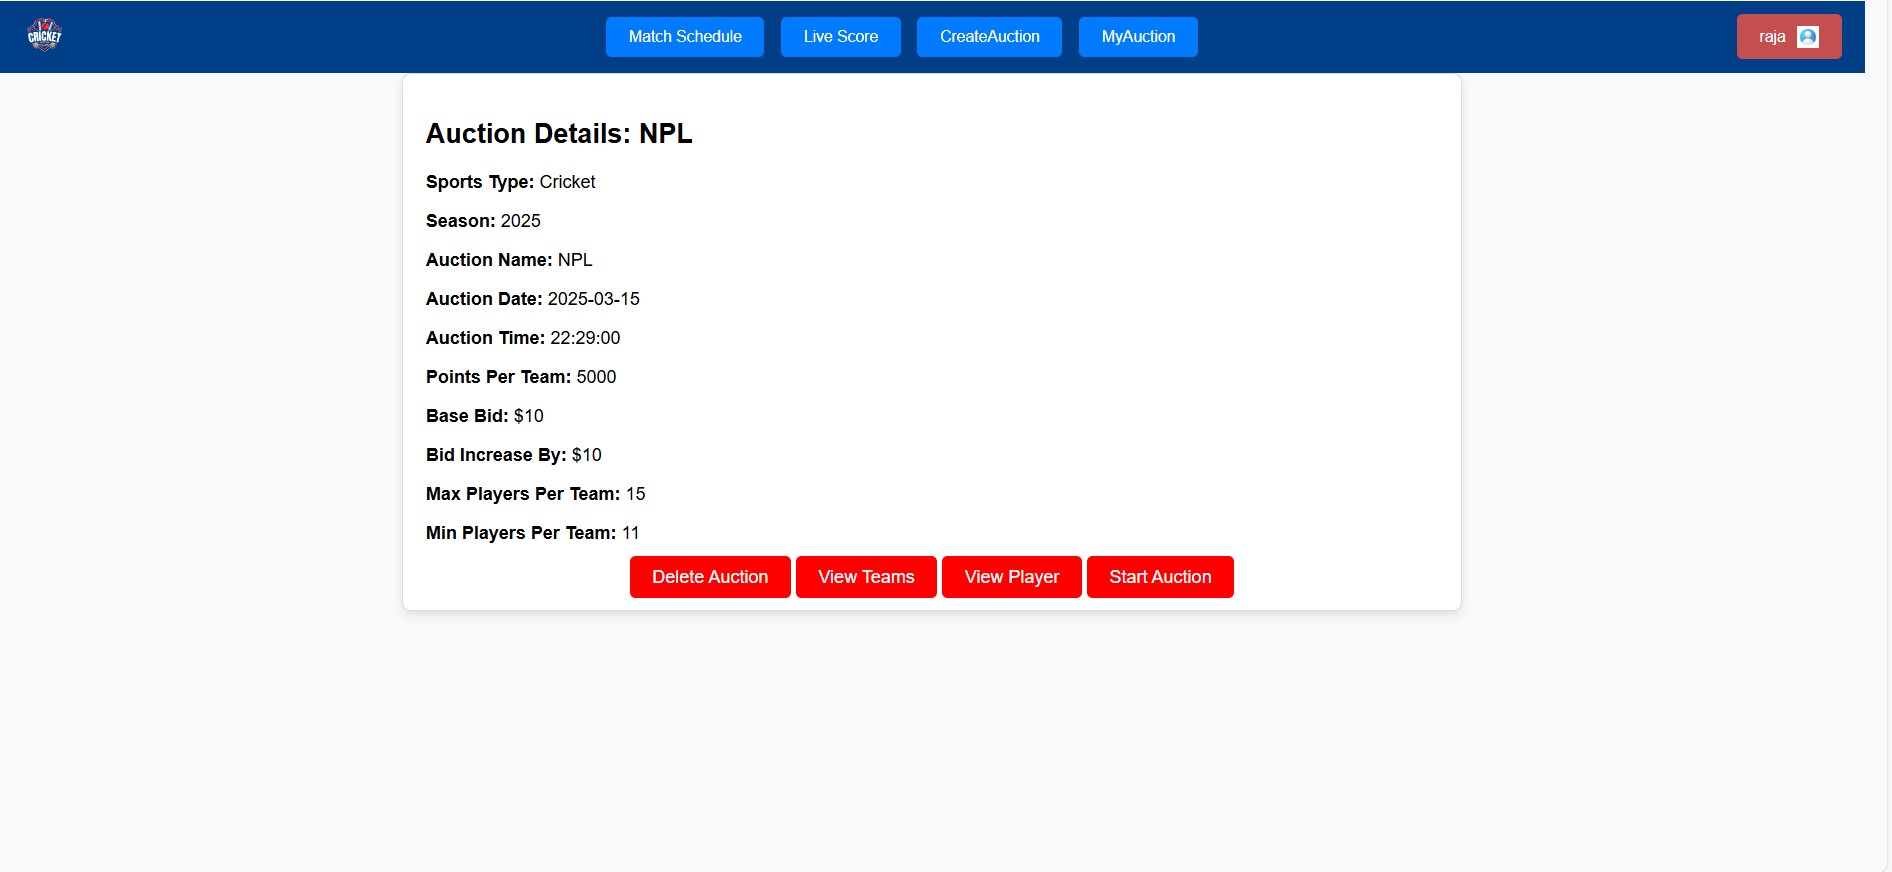 CRICKET
Match Schedule
Live Score
CreateAuction
MyAuction
raja
Auction Details: NPL
Sports Type: Cricket
Season: 2025
Auction Name: NPL
Auction Date: 2025-03-15
Auction Time: 22:29:00
Points Per Team: 5000
Base Bid: $10
Bid Increase By: $10
Max Players Per Team: 15
Min Players Per Team: 11
Delete Auction
View Teams
View Player
Start Auction